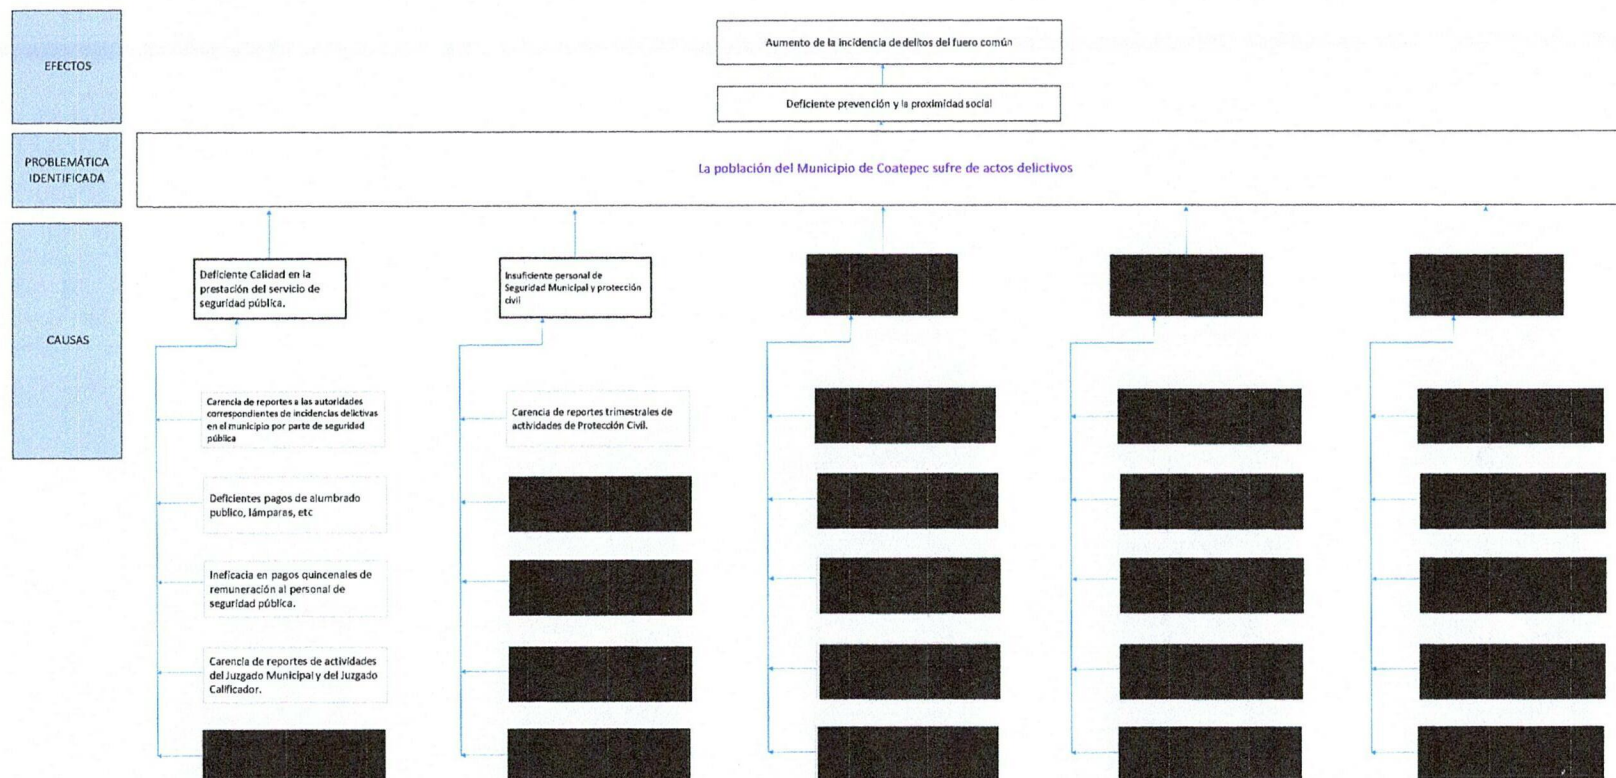 EFECTOS
Aumento de la incidencia de delitos del fuero común
Deficiente prevención y la proximidad social
PROBLEMÁTICA
IDENTIFICADA
La población del Municipio de Coatepec sufre de actos delictivos
CAUSAS
Deficiente Calidad en la
prestación del servicio de
seguridad pública.
Carencia de reportes a las autoridades
correspondientes de incidencias delictivas
en el municipio por parte de seguridad
pública
Deficientes pagos de alumbrado
publico, lámparas, etc
Ineficacia en pagos quincenales de
remuneración al personal de
seguridad pública.
Carencia de reportes de actividades
del Juzgado Municipal y del Juzgado
Calificador.
Insuficiente personal de
Seguridad Municipal y protección
civil
Carencia de reportes trimestrales de
actividades de Protección Civil.